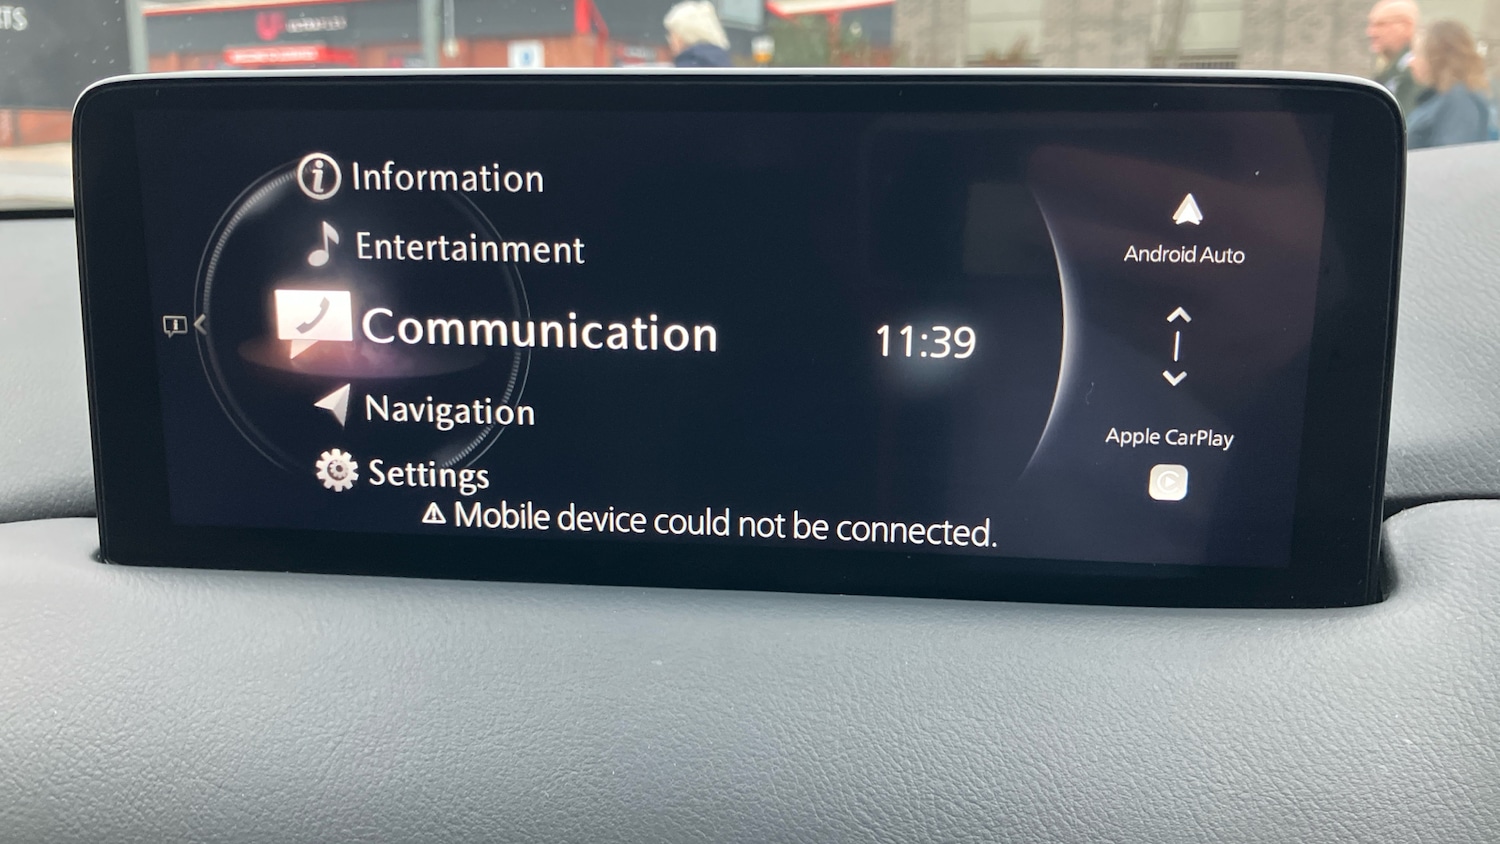 Information
Entertainment
Communication
Navigation
Settings
11:39
Android Auto
Apple CarPlay
Mobile device could not be connected.